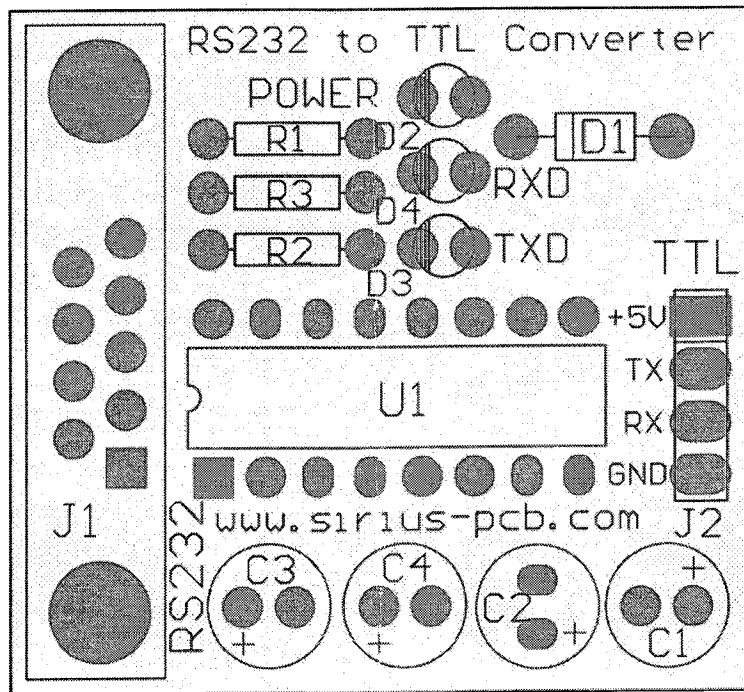 RS232 to TTL Converter
POWER
R1
D2
D1
R3
RXD
D4
R2
TXD
TTL
D3
+5V
U1
TX
RX
GND
J1
www.sirius-pcb.com
J2
RS232
C3
C4
+
C2
C1
+
+
+